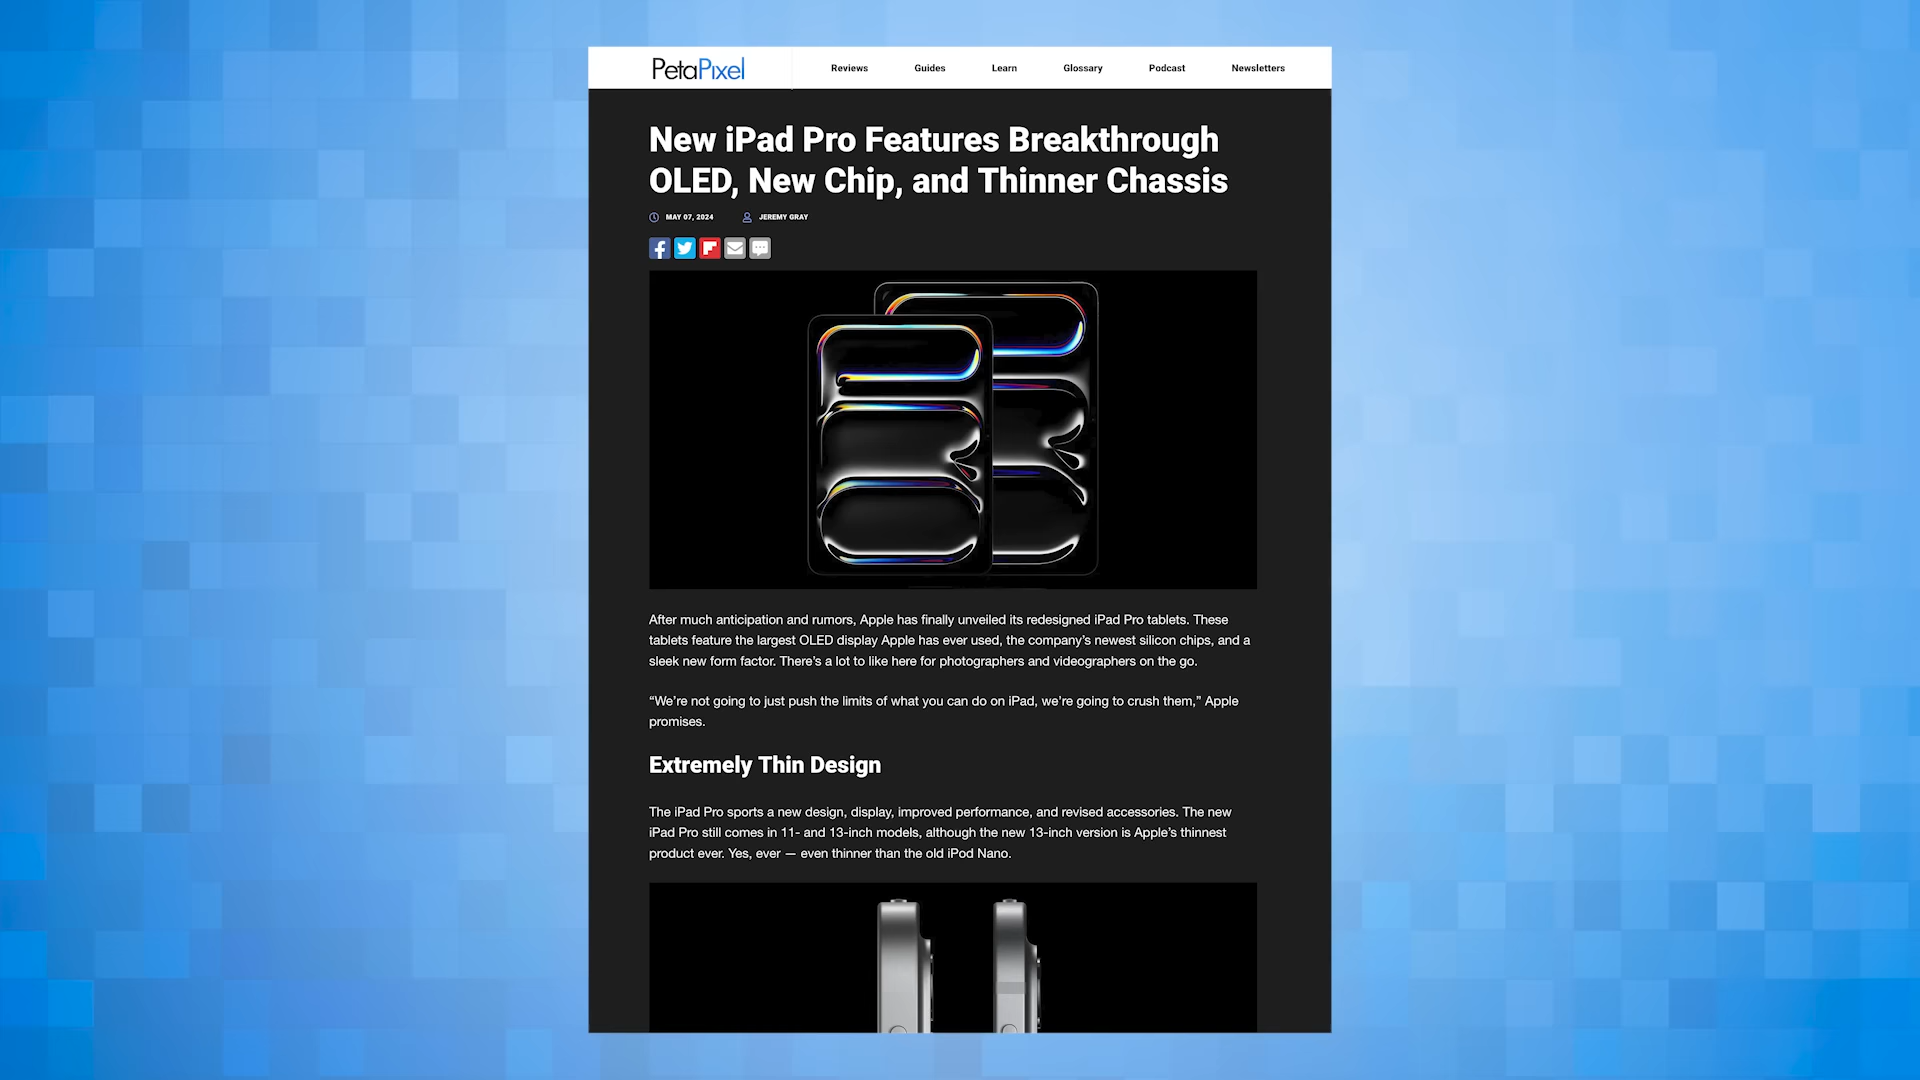 PetaPixel
Reviews Guides Learn Glossary Podcast Newsletters
New iPad Pro Features Breakthrough
OLED, New Chip, and Thinner Chassis
MAY 07, 2024 JEREMY GRAY
After much anticipation and rumors, Apple has finally unveiled its redesigned iPad Pro tablets. These
tablets feature the largest OLED display Apple has ever used, the company’s newest silicon chips, and a
sleek new form factor. There’s a lot to like here for photographers and videographers on the go.
“We’re not going to just push the limits of what you can do on iPad, we’re going to crush them,” Apple
promises.
Extremely Thin Design
The iPad Pro sports a new design, display, improved performance, and revised accessories. The new
iPad Pro still comes in 11- and 13-inch models, although the new 13-inch version is Apple’s thinnest
product ever. Yes, ever — even thinner than the old iPod Nano.